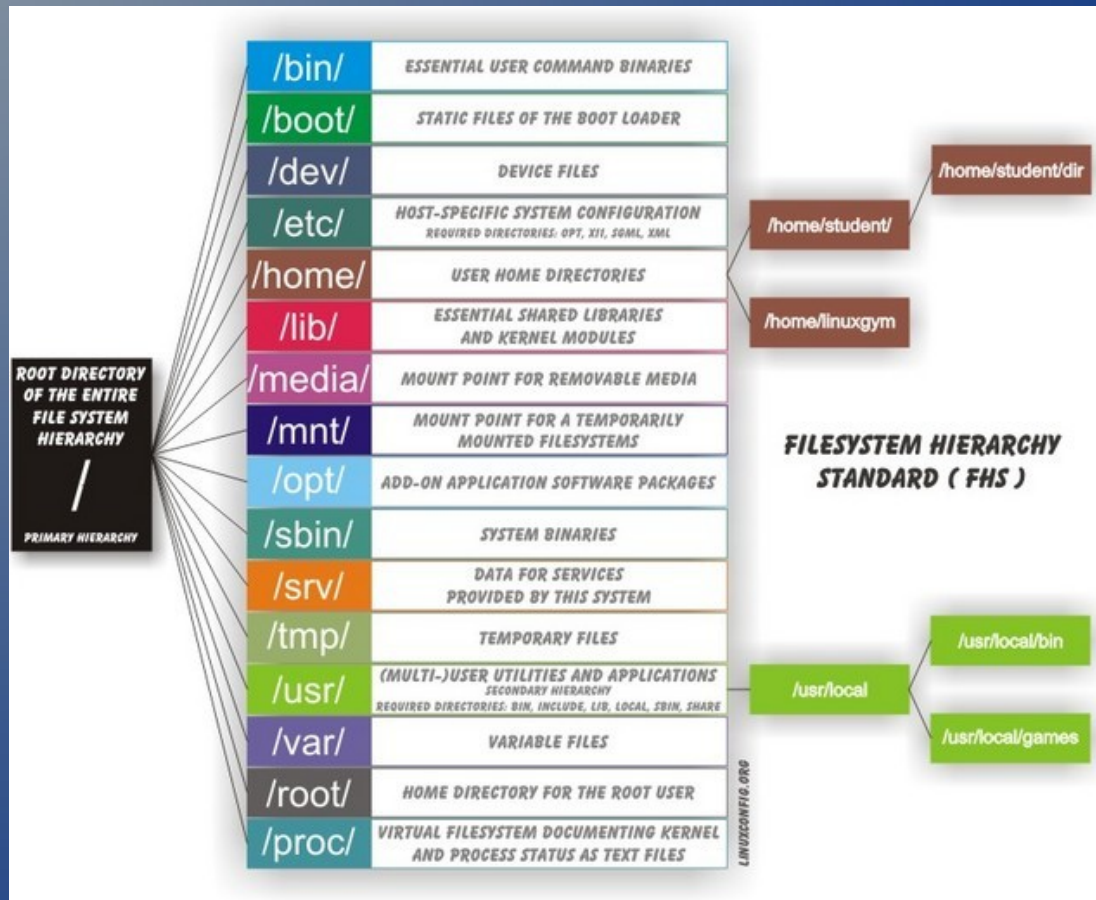 ROOT DIRECTORY
OF THE ENTIRE
FILE SYSTEM
HIERARCHY
/
PRIMARY HIERARCHY
/bin/
ESSENTIAL USER COMMAND BINARIES
/boot/
STATIC FILES OF THE BOOT LOADER
/dev/
DEVICE FILES
/etc/
HOST-SPECIFIC SYSTEM CONFIGURATION
REQUIRED DIRECTORIES: OPT, XII, SGML, XML
/home/
USER HOME DIRECTORIES
/lib/
ESSENTIAL SHARED LIBRARIES
AND KERNEL MODULES
/media/
MOUNT POINT FOR REMOVABLE MEDIA
/mnt/
MOUNT POINT FOR A TEMPORARILY
MOUNTED FILESYSTEMS
/opt/
ADD-ON APPLICATION SOFTWARE PACKAGES
/sbin/
SYSTEM BINARIES
/srv/
DATA FOR SERVICES
PROVIDED BY THIS SYSTEM
/tmp/
TEMPORARY FILES
/usr/
(MULTI-)USER UTILITIES AND APPLICATIONS
SECONDARY HIERARCHY
REQUIRED DIRECTORIES: BIN, INCLUDE, LIB, LOCAL, SBIN, SHARE
/var/
VARIABLE FILES
/root/
HOME DIRECTORY FOR THE ROOT USER
/proc/
VIRTUAL FILESYSTEM DOCUMENTING KERNEL
AND PROCESS STATUS AS TEXT FILES
/home/student/
/home/student/dir
/home/linuxgym
FILESYSTEM HIERARCHY
STANDARD ( FHS )
/usr/local
/usr/local/bin
/usr/local/games
LINUXCONFIG.ORG